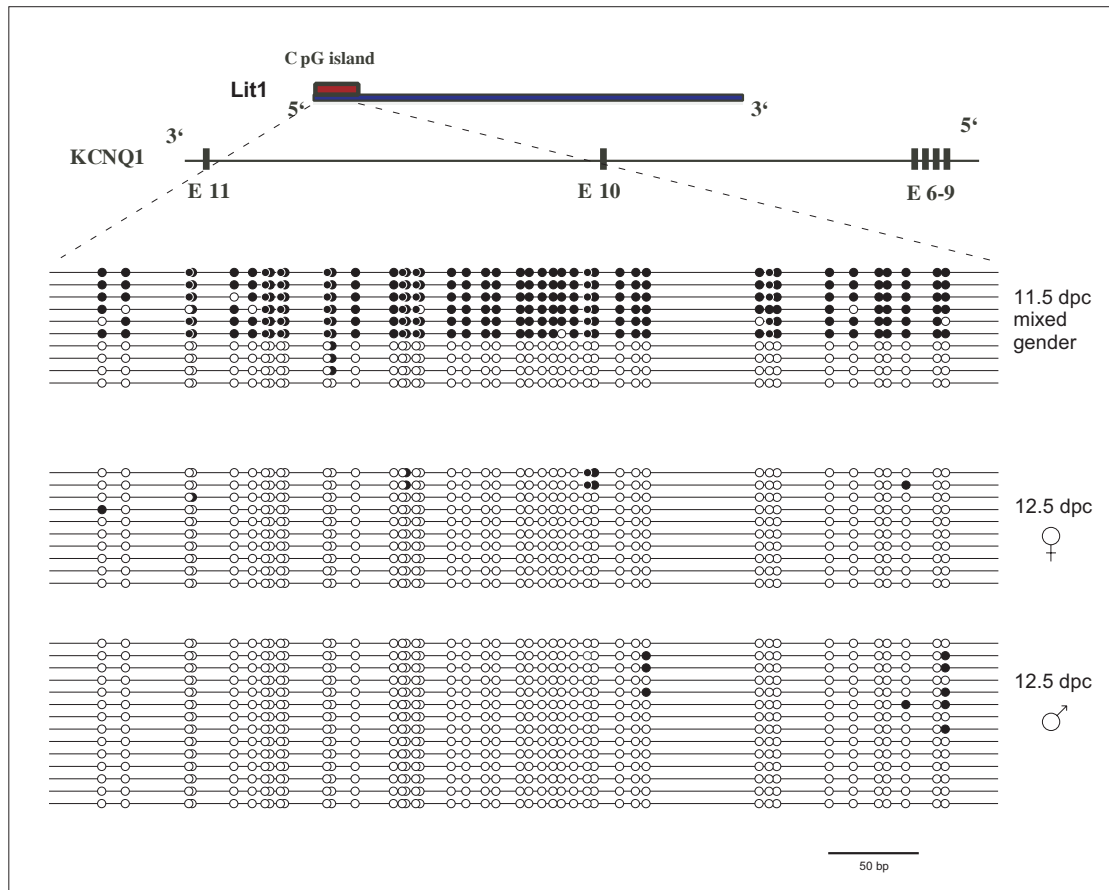 C pG island
Lit1
5‘
3‘
3‘
5‘
KCNQ1
E 11
E 10
E 6-9
11.5 dpc
mixed
gender
12.5 dpc
♀
12.5 dpc
♂
50 bp